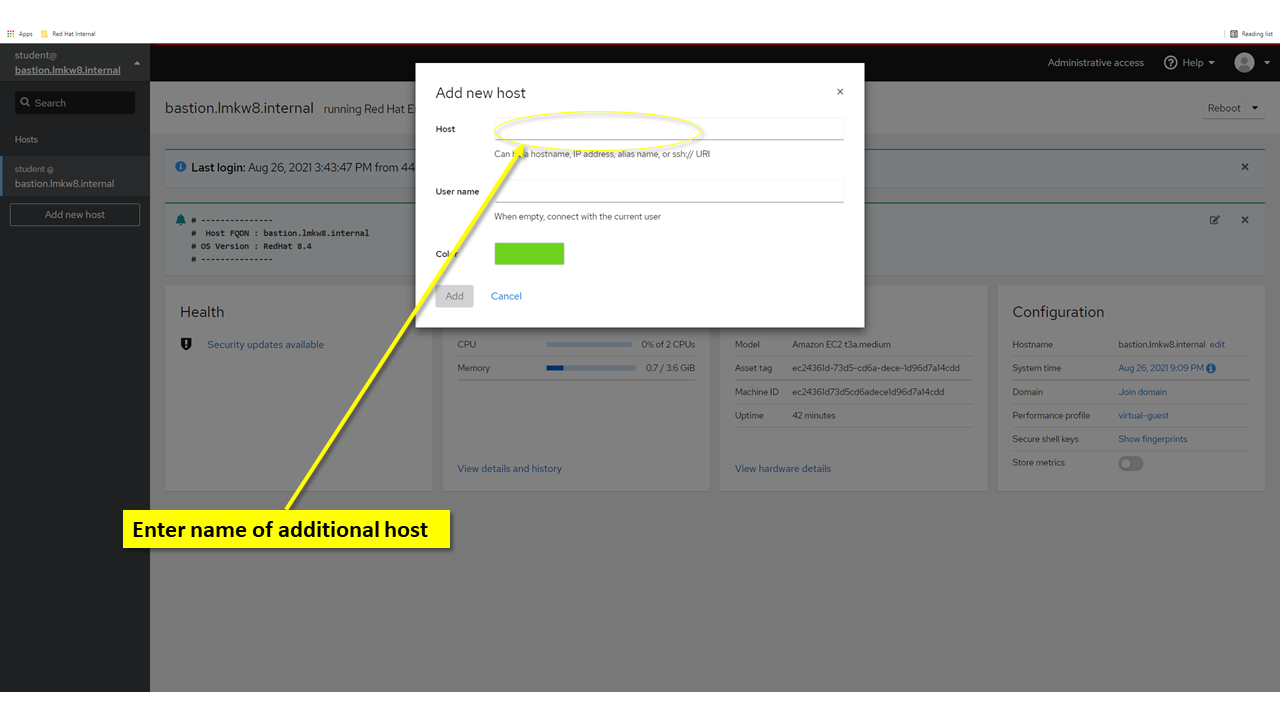 Apps Red Hat Internal Reading list
student@
bastion.lmkw8.internal
Administrative access Help
Search
bastion.lmkw8.internal running Red Hat E
Reboot
Hosts
student @
bastion.lmkw8.internal
Add new host
Last login: Aug 26, 2021 3:43:47 PM from 44
# ---------------
# Host FQDN : bastion.lmkw8.internal
# OS Version : RedHat 8.4
# ---------------
Add new host
Host
Can a hostname, IP address, alias name, or ssh:// URI
User name
When empty, connect with the current user
Color
Add Cancel
Health
Security updates available
CPU 0% of 2 CPUs
Memory 0.7 / 3.6 GiB
View details and history
Model Amazon EC2 t3a.medium
Asset tag ec24361d-73d5-cd6a-dece-1d96d7a14cdd
Machine ID ec24361d73d5cd6adece1d96d7a14cdd
Uptime 42 minutes
View hardware details
Configuration
Hostname bastion.lmkw8.internal edit
System time Aug 26, 2021 9:09 PM
Domain Join domain
Performance profile virtual-guest
Secure shell keys Show fingerprints
Store metrics
Enter name of additional host